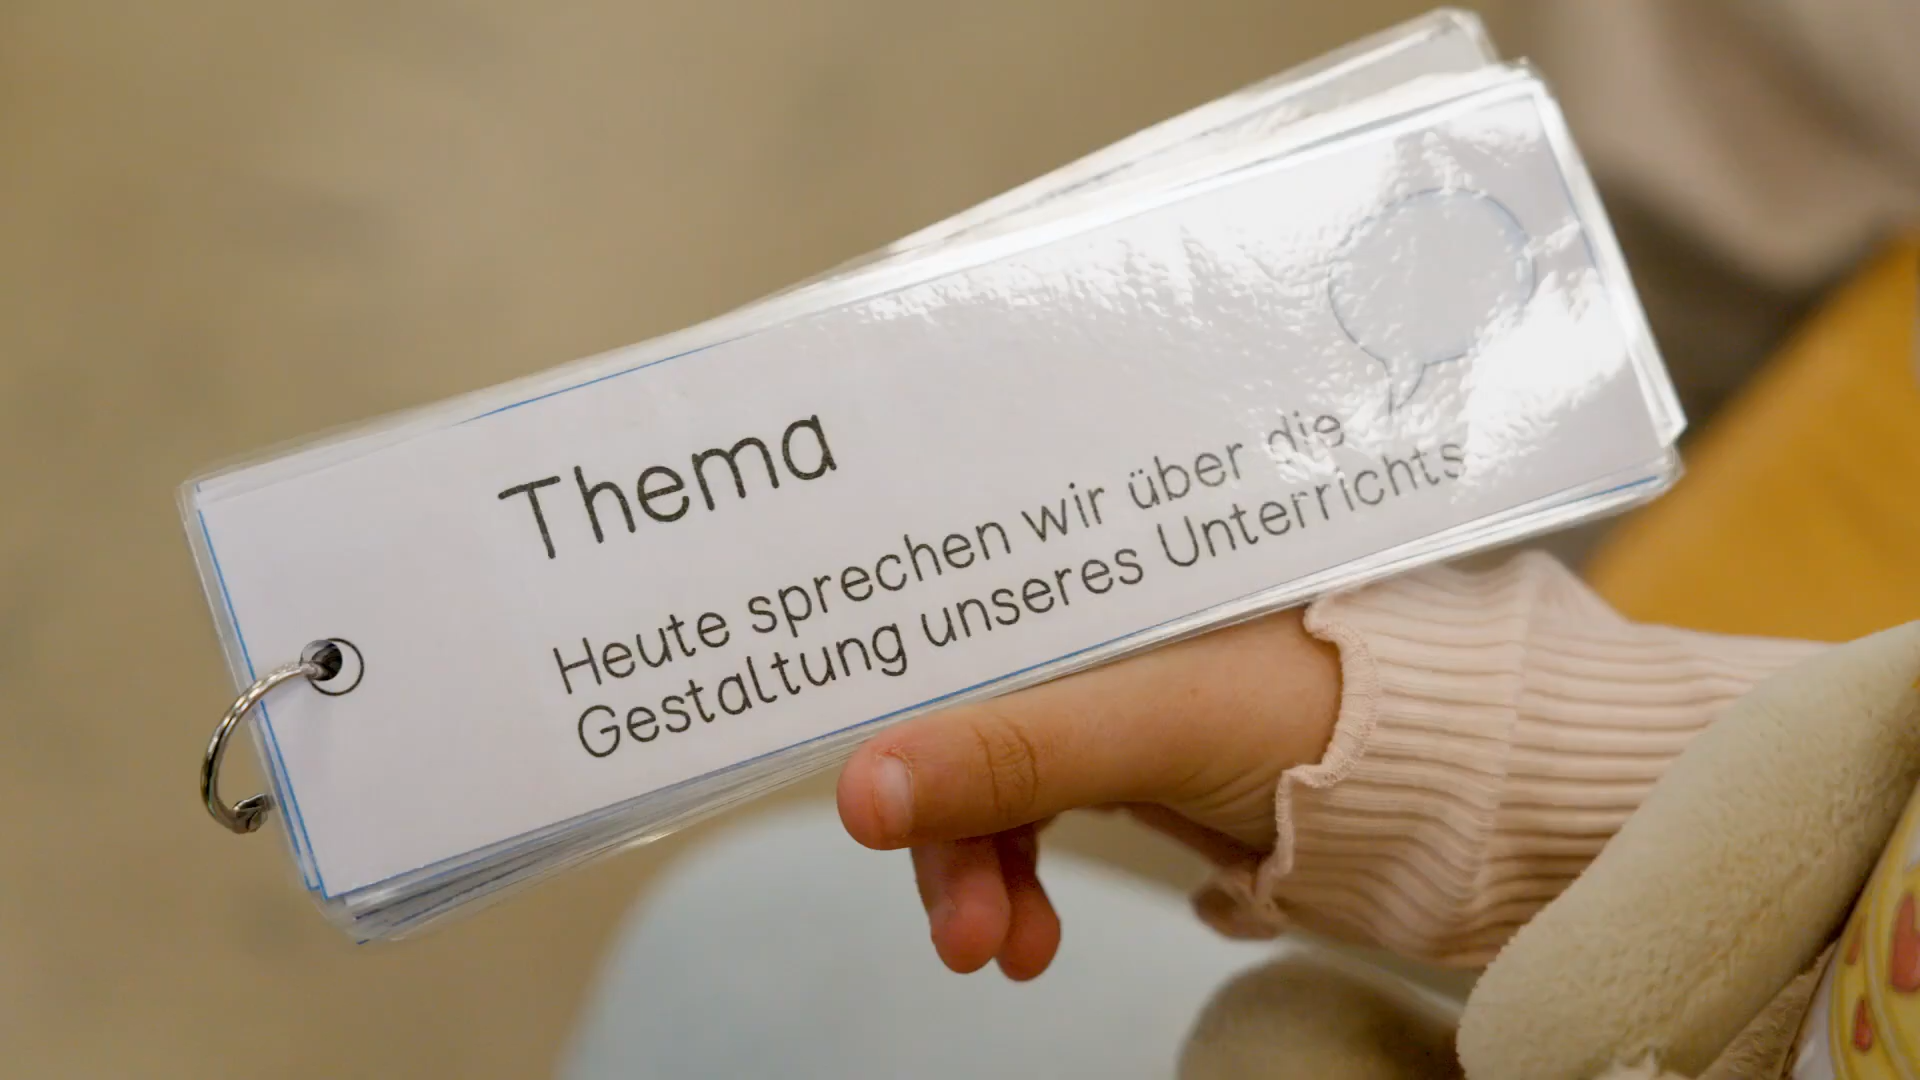 Thema
Heute sprechen wir über die
Gestaltung unseres Unterrichts